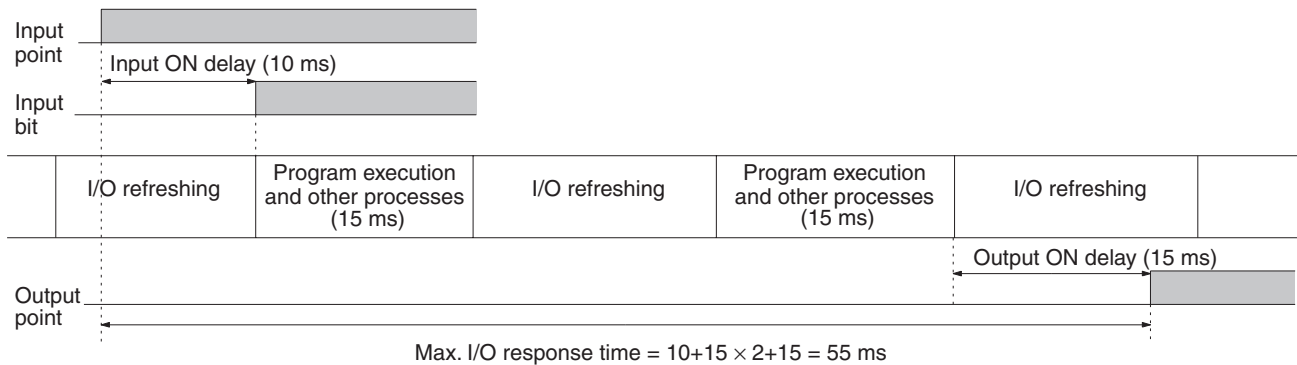 Input
point
Input ON delay (10 ms)
Input
bit
I/O refreshing
Program execution
and other processes
(15 ms)
I/O refreshing
Program execution
and other processes
(15 ms)
I/O refreshing
Output ON delay (15 ms)
Output
point
Max. I/O response time = 10+15 × 2+15 = 55 ms